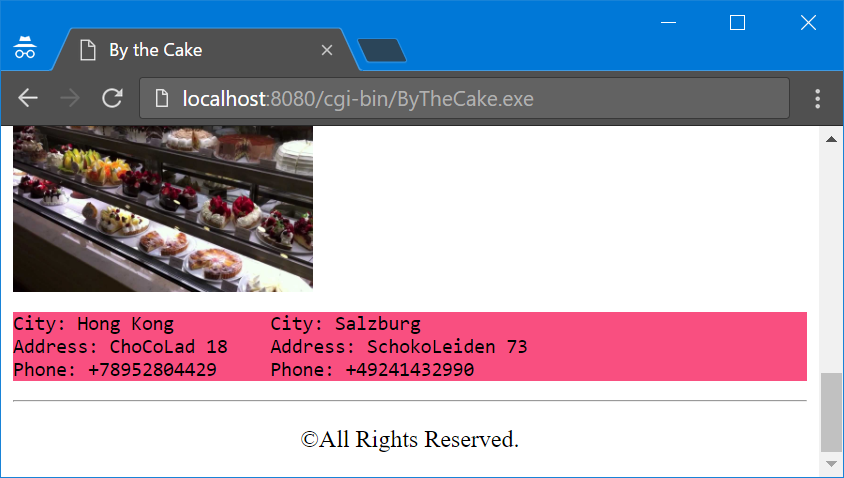 By the Cake
localhost:8080/cgi-bin/ByTheCake.exe
City: Hong Kong City: Salzburg
Address: ChoCoLad 18 Address: SchokoLeiden 73
Phone: +78952804429 Phone: +49241432990
©All Rights Reserved.